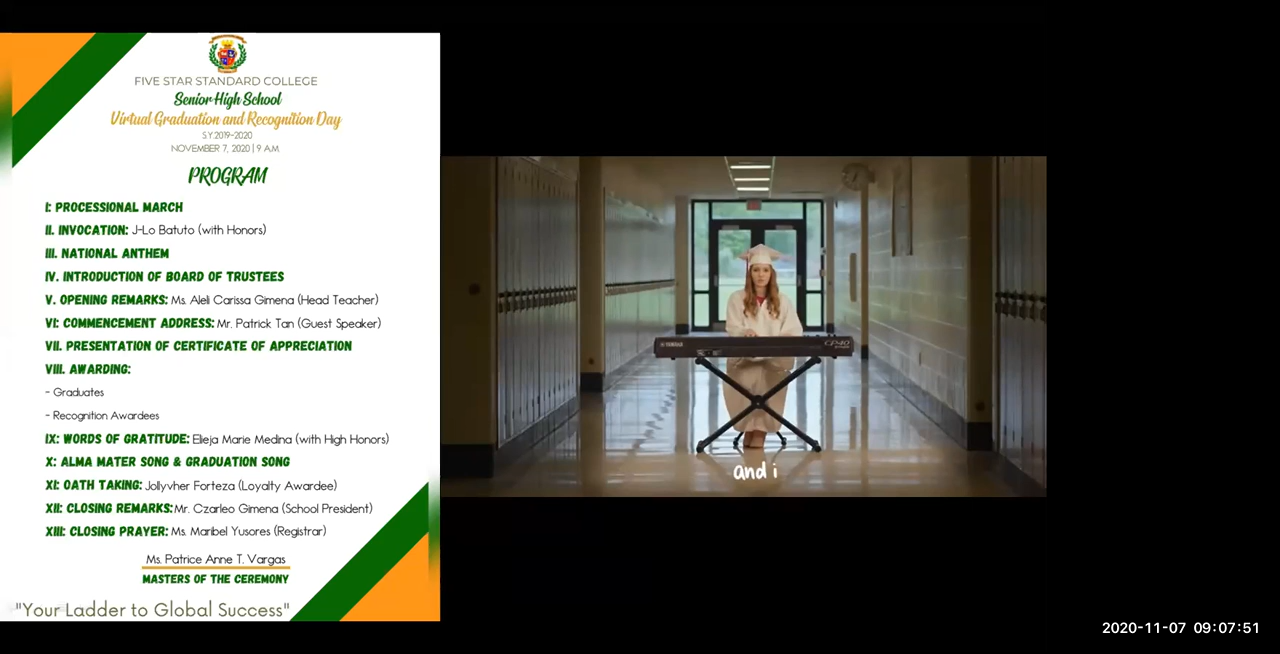 FIVE STAR STANDARD COLLEGE
Senior High School
Virtual Graduation and Recognition Day
S.Y 2019-2020
NOVEMBER 7, 2020 | 9 A.M
PROGRAM
I: PROCESSIONAL MARCH
II. INVOCATION: J-Lo Batuto (with Honors)
III. NATIONAL ANTHEM
IV. INTRODUCTION OF BOARD OF TRUSTEES
V. OPENING REMARKS: Ms. Aleli Carissa Gimena (Head Teacher)
VI: COMMENCEMENT ADDRESS: Mr. Patrick Tan (Guest Speaker)
VII. PRESENTATION OF CERTIFICATE OF APPRECIATION
VIII. AWARDING:
- Graduates
- Recognition Awardees
IX: WORDS OF GRATITUDE: Elieja Marie Medina (with High Honors)
X: ALMA MATER SONG & GRADUATION SONG
XI: OATH TAKING: Jollyvher Forteza (Loyalty Awardee)
XII: CLOSING REMARKS: Mr. Czarleo Gimena (School President)
XIII: CLOSING PRAYER: Ms. Maribel Yusores (Registrar)
Ms. Patrice Anne T. Vargas
MASTERS OF THE CEREMONY
"Your Ladder to Global Success"
YAMAHA
CP40
and i
2020-11-07 09:07:51